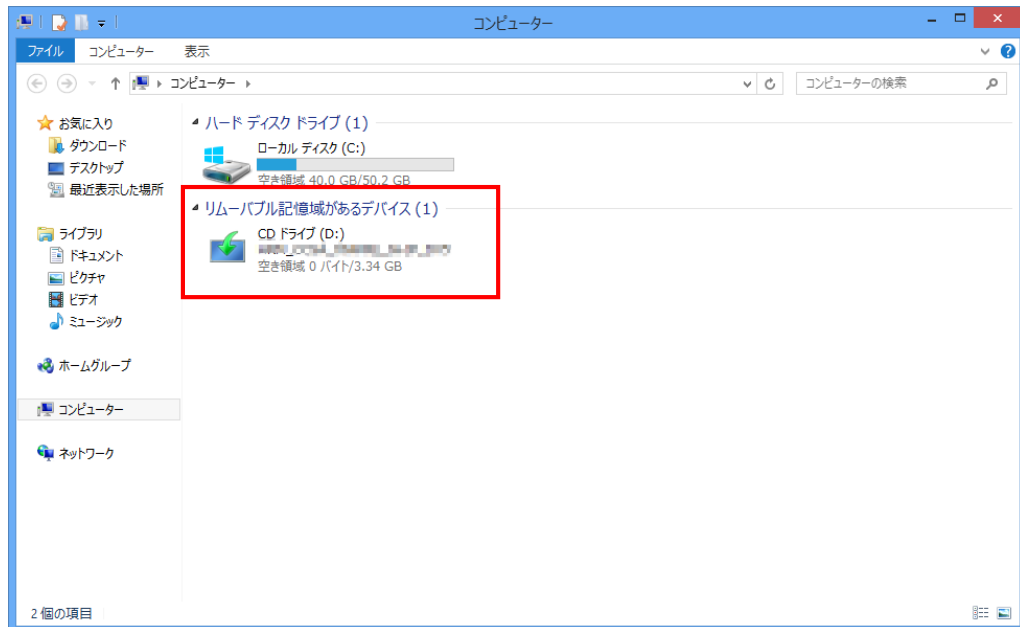 コンピューター
ファイル コンピューター 表示
コンピューター
コンピューターの検索
お気に入り
ダウンロード
デスクトップ
最近表示した場所
ライブラリ
ドキュメント
ピクチャ
ビデオ
ミュージック
ホームグループ
コンピューター
ネットワーク
ハード ディスク ドライブ (1)
ローカル ディスク (C:)
空き領域 40.0 GB/50.2 GB
リムーバブル記憶域があるデバイス (1)
CD ドライブ (D:)
空き領域 0 バイト/3.34 GB
2 個の項目